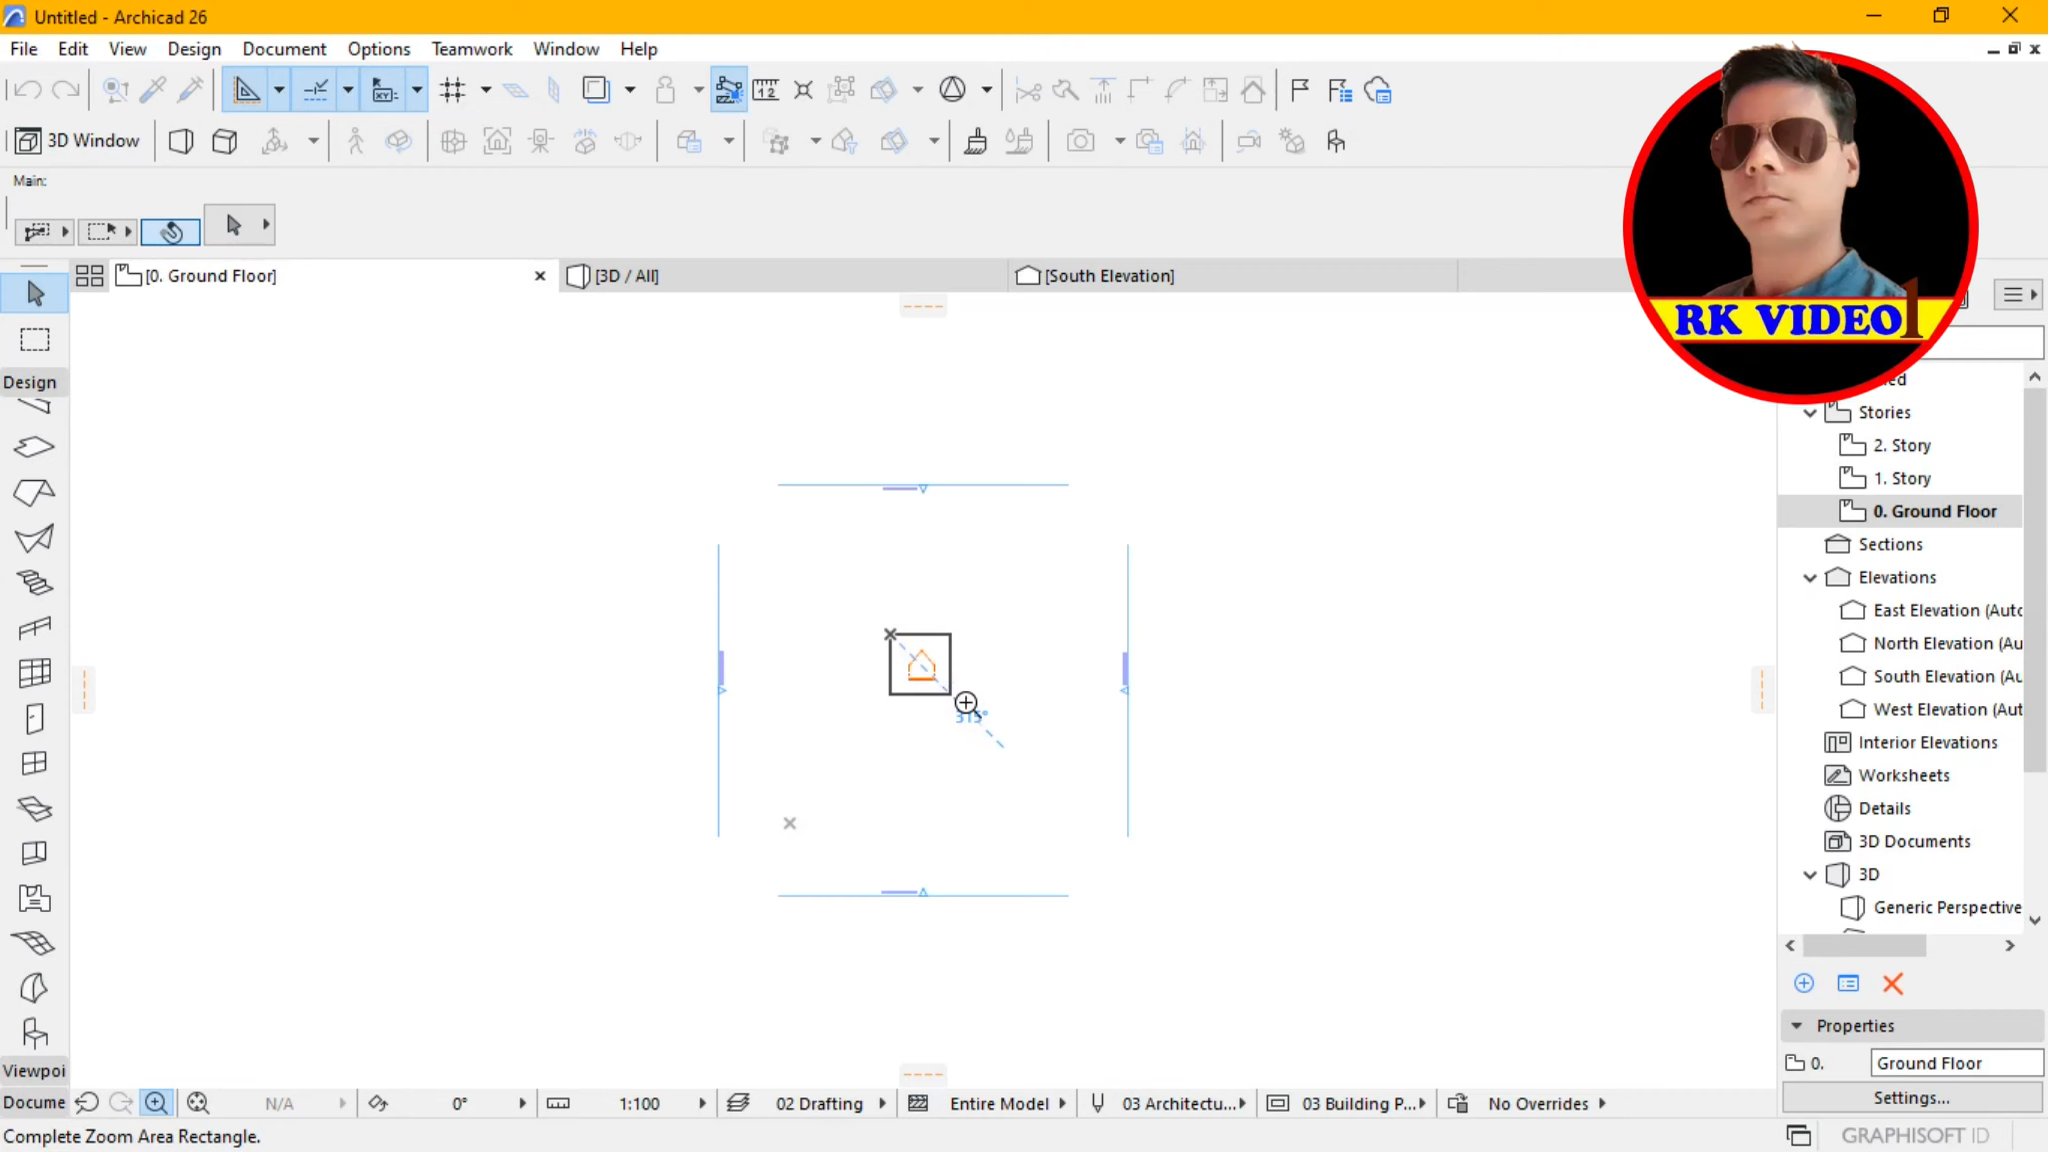 Untitled - Archicad 26
File Edit View Design Document Options Teamwork Window Help
3D Window
Main:
[0. Ground Floor]
[3D / All]
[South Elevation]
RK VIDEO1
Design
Stories
2. Story
1. Story
0. Ground Floor
Sections
Elevations
East Elevation (Autc
North Elevation (Au
South Elevation (Au
West Elevation (Aut
Interior Elevations
Worksheets
Details
3D Documents
3D
Generic Perspective
315°
Properties
0. Ground Floor
Settings...
Viewpoi
Docume
N/A 0° 1:100 02 Drafting Entire Model 03 Architectu... 03 Building P... No Overrides
Complete Zoom Area Rectangle.
GRAPHISOFT ID